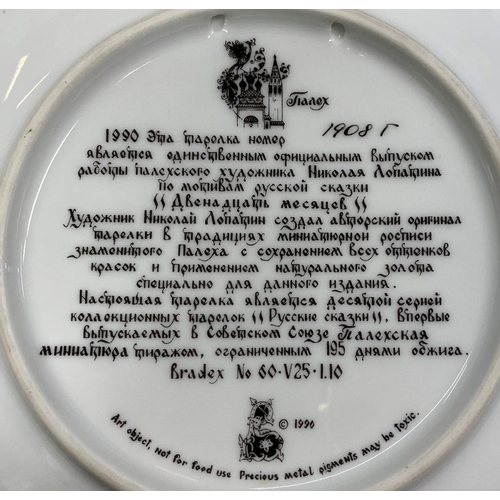 Палех
1990 Эта тарелка номер 1908 Г
является единственным официальным выпуском
работы палехского художника Николая Лопатина
по мотивам русской сказки
"Двенадцать месяцев"
Художник Николай Лопатин создал авторский оригинал
тарелки в традициях миниатюрной росписи
знаменитого Палеха с сохранением всех оттенков
красок и применением натурального золота
специально для данного издания.
Настоящая тарелка является десятой серией
коллекционных тарелок "Русские сказки". Впервые
выпускаемых в Советском Союзе Палехская
миниатюра тиражом, ограниченным 195 днями обжига.
Bradex No 60-V25-1.10
© 1990
Art object, not for food use Precious metal pigments may be toxic.